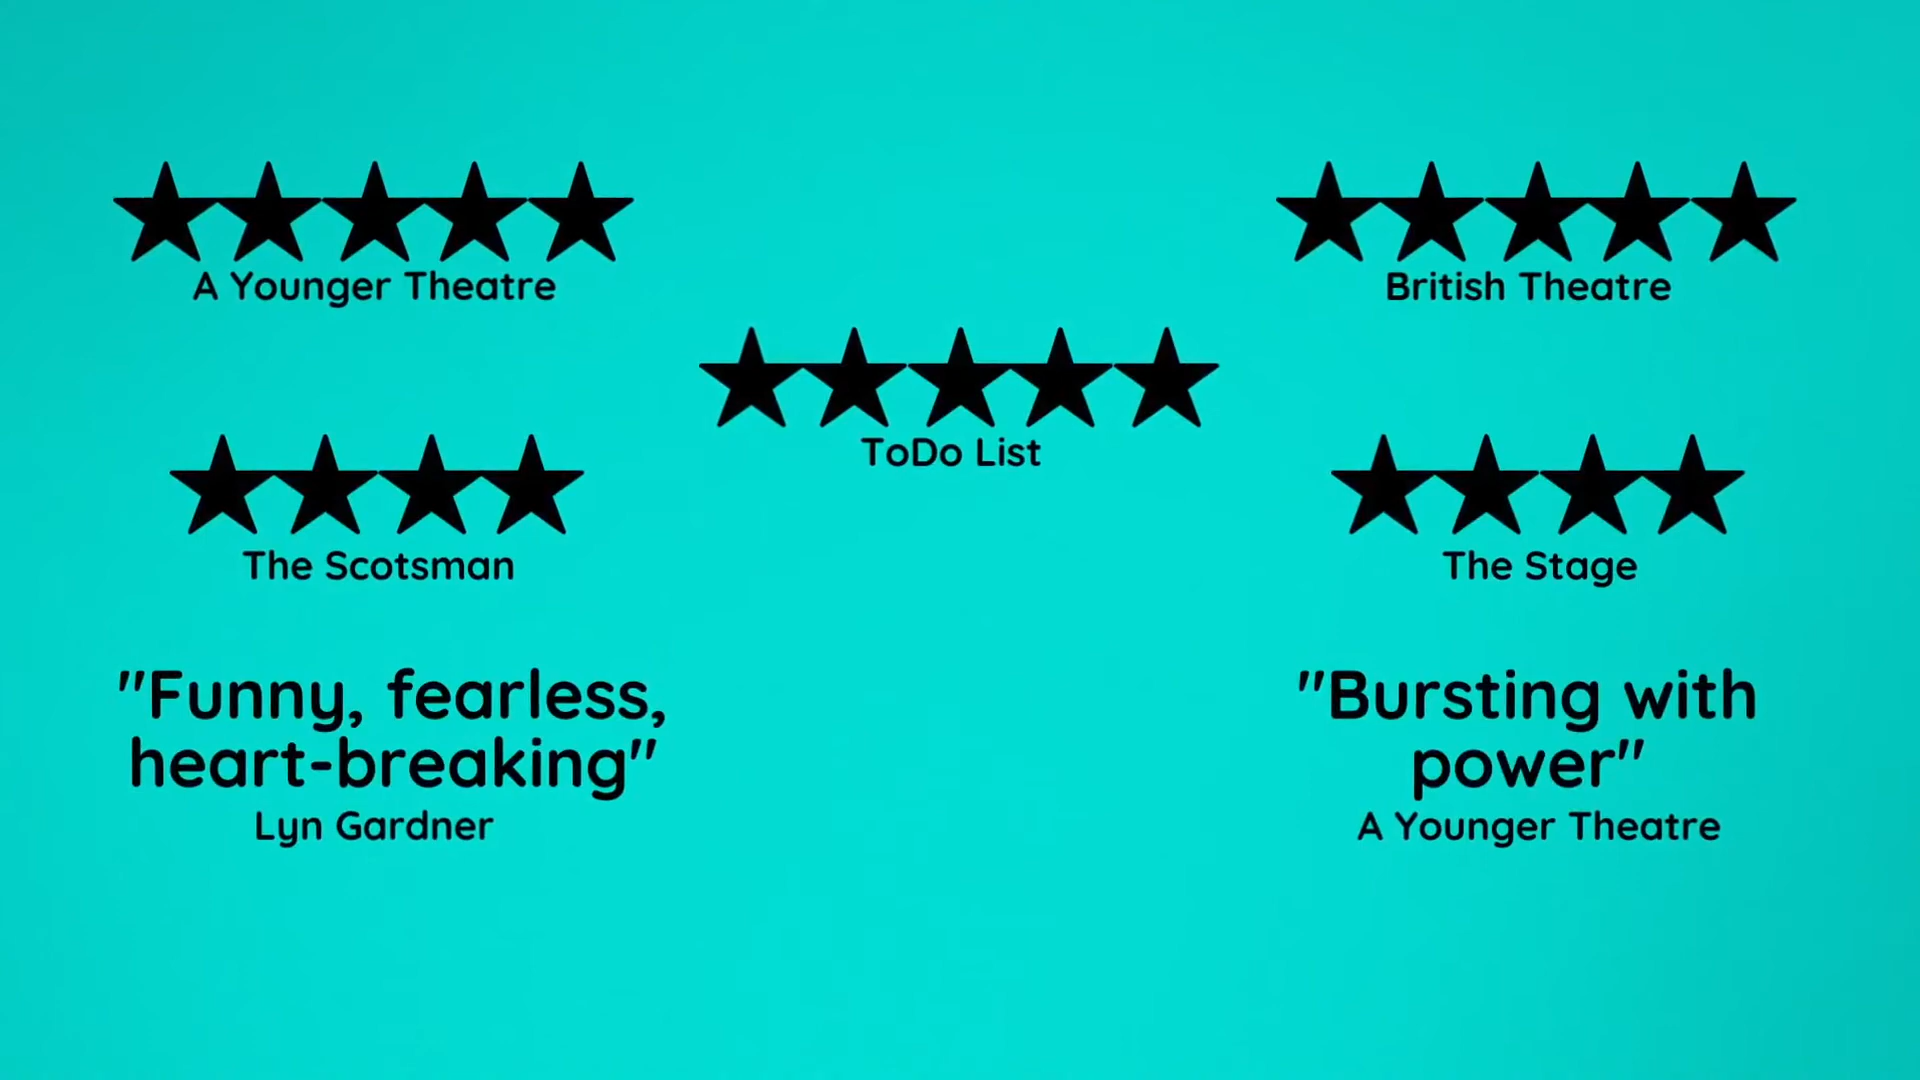 A Younger Theatre
British Theatre
ToDo List
The Scotsman
The Stage
"Funny, fearless,
heart-breaking"
Lyn Gardner
"Bursting with
power"
A Younger Theatre